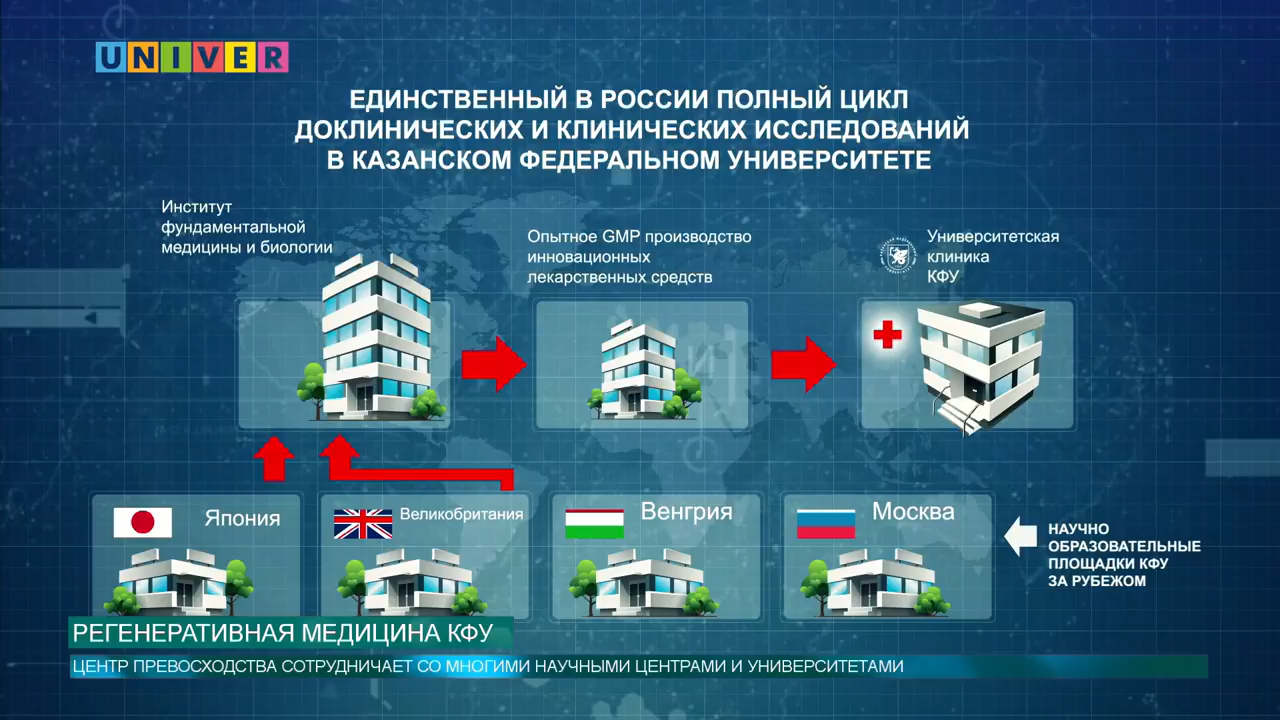 UNIVER
ЕДИНСТВЕННЫЙ В РОССИИ ПОЛНЫЙ ЦИКЛ
ДОКЛИНИЧЕСКИХ И КЛИНИЧЕСКИХ ИССЛЕДОВАНИЙ
В КАЗАНСКОМ ФЕДЕРАЛЬНОМ УНИВЕРСИТЕТЕ
Институт
фундаментальной
медицины и биологии
Опытное GMP производство
инновационных
лекарственных средств
Университетская
клиника
КФУ
Япония
Великобритания
Венгрия
Москва
НАУЧНО
ОБРАЗОВАТЕЛЬНЫЕ
ПЛОЩАДКИ КФУ
ЗА РУБЕЖОМ
РЕГЕНЕРАТИВНАЯ МЕДИЦИНА КФУ
ЦЕНТР ПРЕВОСХОДСТВА СОТРУДНИЧАЕТ СО МНОГИМИ НАУЧНЫМИ ЦЕНТРАМИ И УНИВЕРСИТЕТАМИ